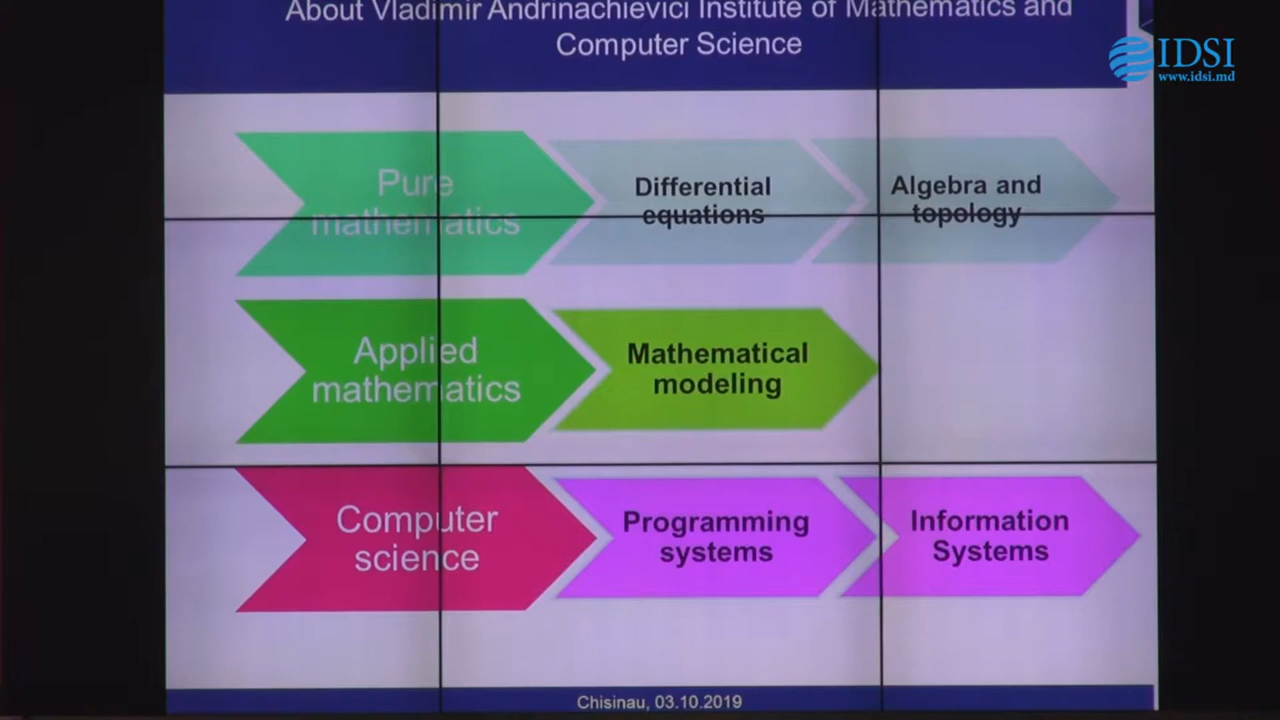 About Vladimir Andrinachievici Institute of Mathematics and
Computer Science
IDSI
www.idsi.md
Pure
mathematics
Differential
equations
Algebra and
topology
Applied
mathematics
Mathematical
modeling
Computer
science
Programming
systems
Information
Systems
Chisinau, 03.10.2019